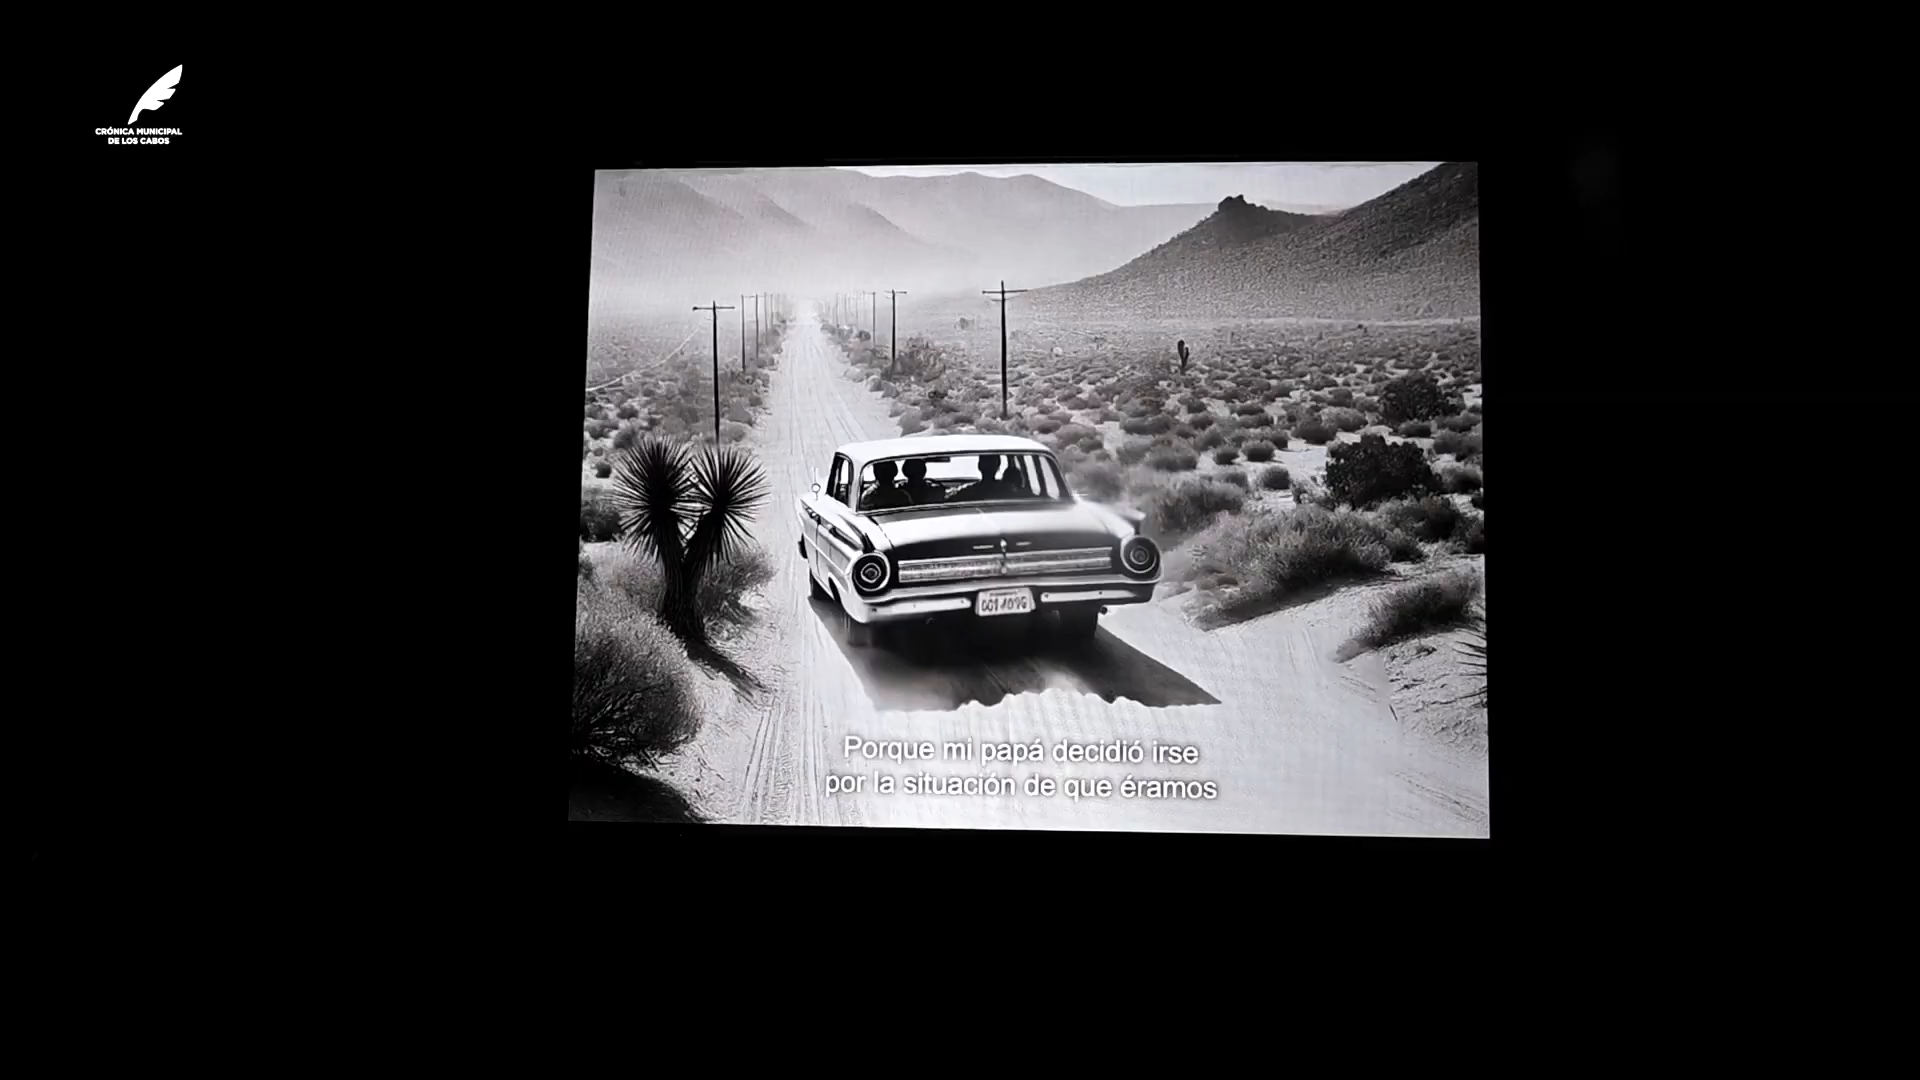 CRÓNICA MUNICIPAL
DE LOS CABOS
Porque mi papá decidió irse
por la situación de que éramos